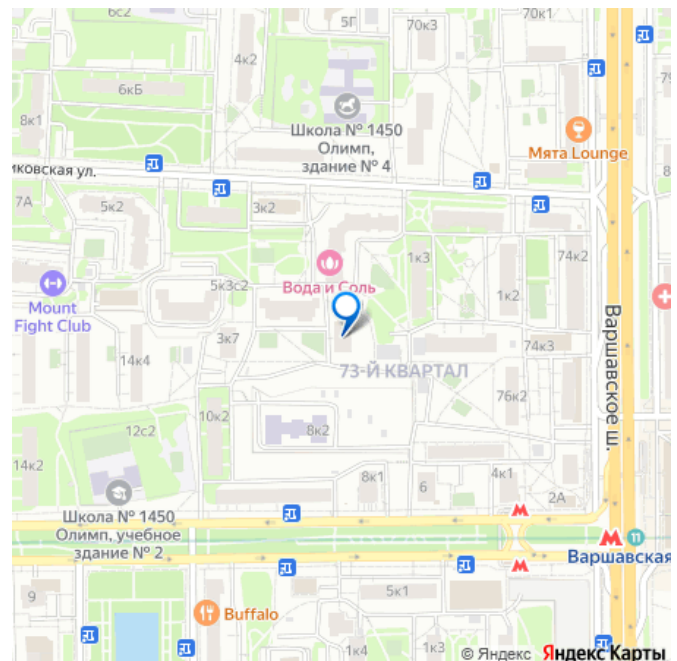 6с2
5Г
70к3
70к1
4к2
6кБ
8к1
Школа № 1450
Олимп,
здание № 4
Мята Lounge
иковская ул.
7А
5к2
3к2
1к3
74к2
Вода и Соль
5к3с2
1к2
Mount
Fight Club
3к7
74к3
Варшавское ш.
14к4
73-Й КВАРТАЛ
76к2
10к2
12с2
8к2
14к2
8к1
6
4к1
2А
Школа № 1450
Олимп, учебное
здание № 2
11
Варшавская
9
5к1
Buffalo
1к4
1к3
© Яндекс Яндекс Карты